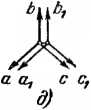 b b₁
a a₁ c c₁
д)